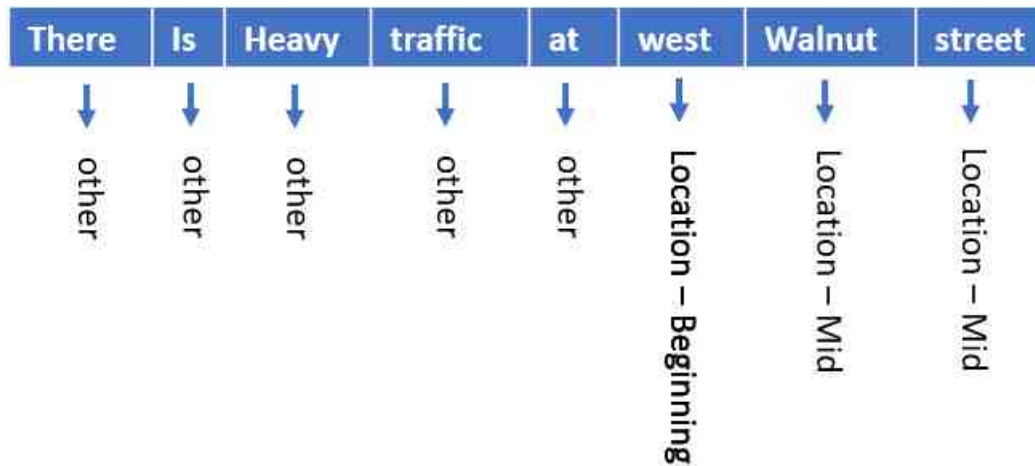 There Is Heavy traffic at west Walnut street
other other other other other Location – Beginning Location – Mid Location – Mid